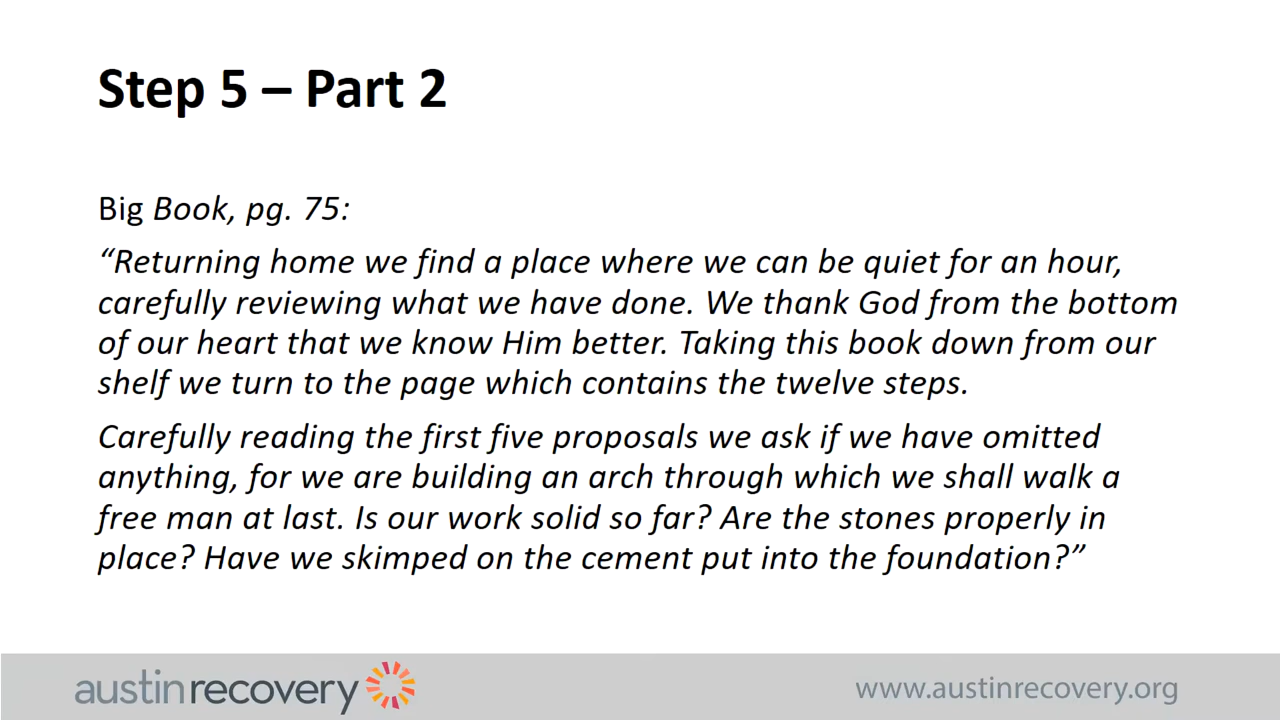 Step 5 – Part 2
Big Book, pg. 75:
“Returning home we find a place where we can be quiet for an hour,
carefully reviewing what we have done. We thank God from the bottom
of our heart that we know Him better. Taking this book down from our
shelf we turn to the page which contains the twelve steps.
Carefully reading the first five proposals we ask if we have omitted
anything, for we are building an arch through which we shall walk a
free man at last. Is our work solid so far? Are the stones properly in
place? Have we skimped on the cement put into the foundation?”
austinrecovery
www.austinrecovery.org